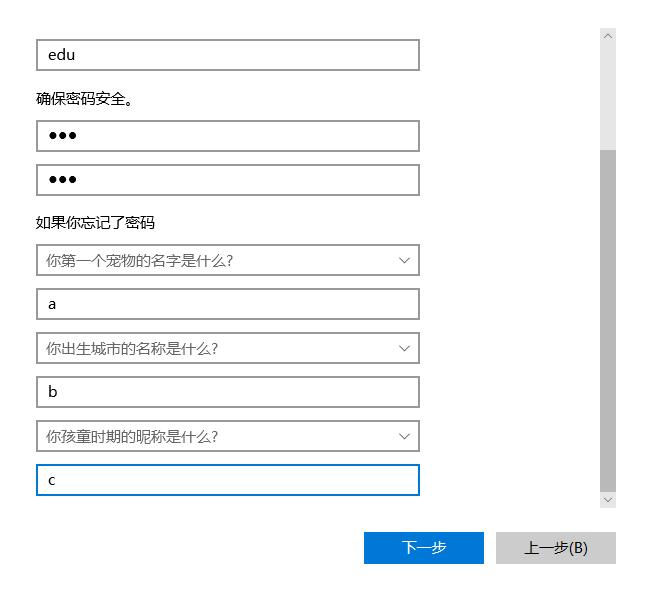 edu
确保密码安全。
●●●
●●●
如果你忘记了密码
你第一个宠物的名字是什么?
a
你出生城市的名称是什么?
b
你孩童时期的昵称是什么?
c
下一步
上一步(B)